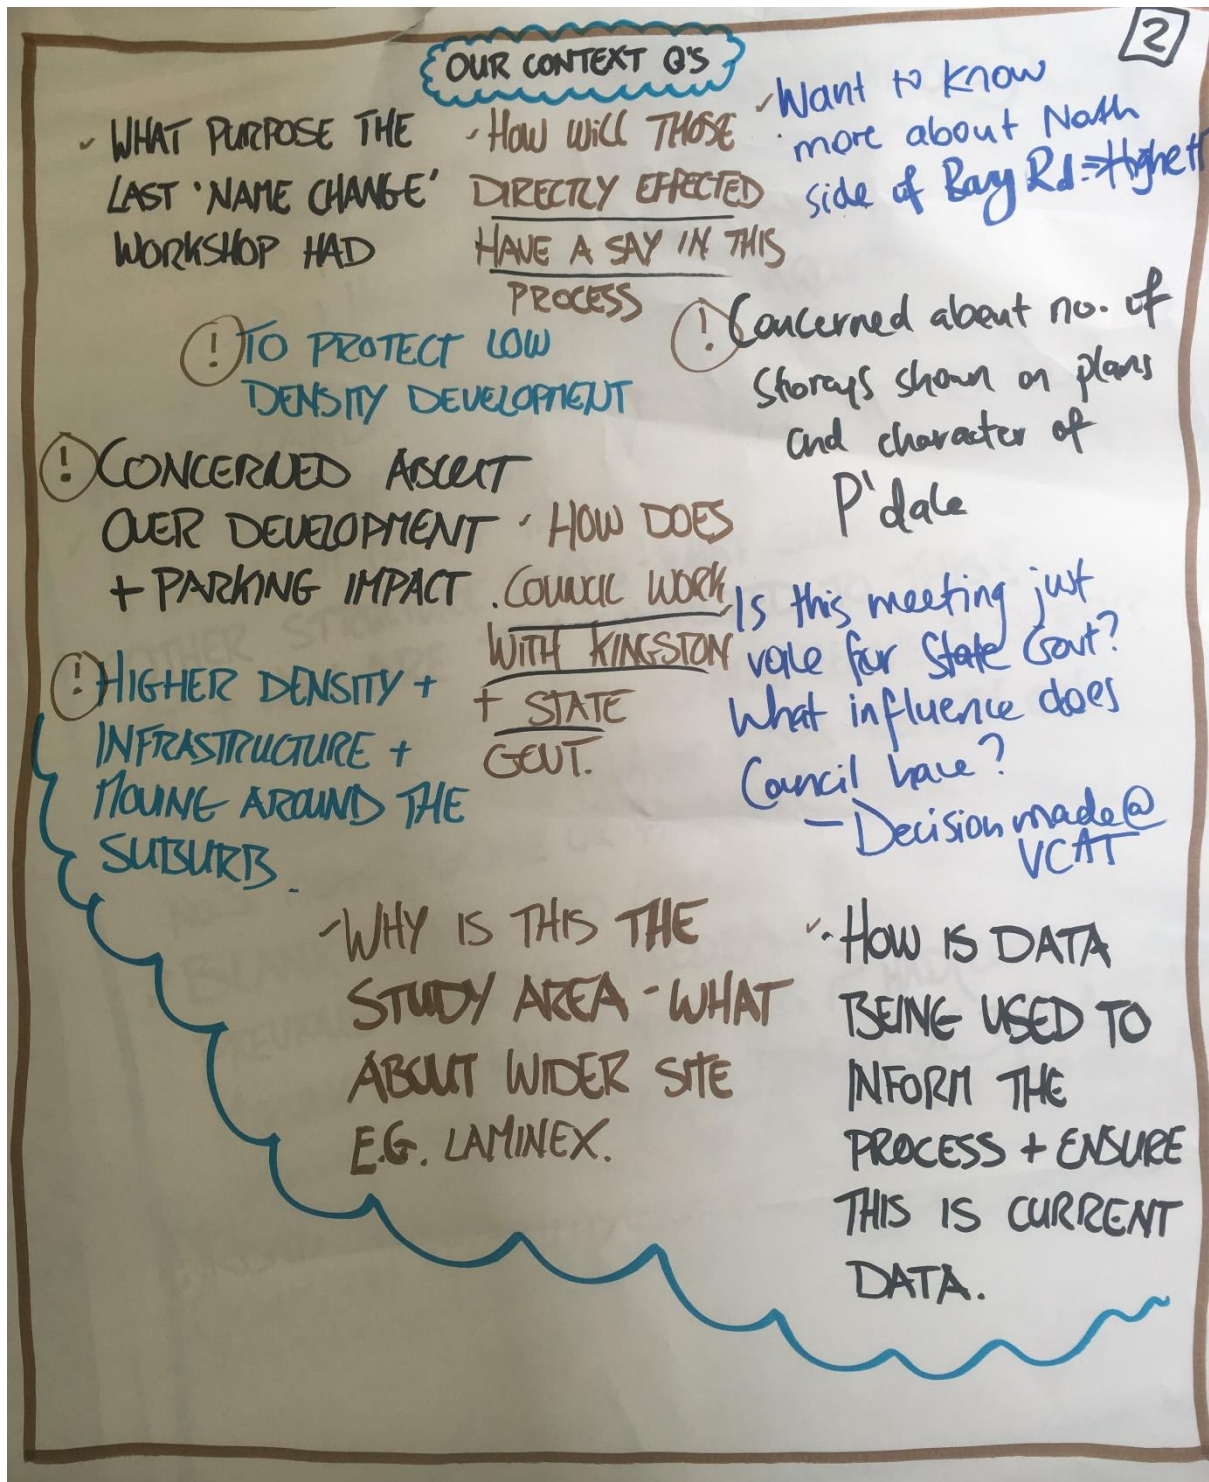 2
OUR CONTEXT Q'S
WHAT PURPOSE THE
LAST 'NAME CHANGE'
WORKSHOP HAD
- HOW WILL THOSE
DIRECTLY EFFECTED
HAVE A SAY IN THIS
PROCESS
Want to know
more about North
side of Bay Rd => Highett
! TO PROTECT LOW
DENSITY DEVELOPMENT
! Concerned about no. of
Storeys shown on plans
and character of
P'dale
! CONCERNED ABOUT
OVER DEVELOPMENT
+ PARKING IMPACT
HOW DOES
COUNCIL WORK
WITH KINGSTON
+ STATE
GOVT.
Is this meeting just
for State Govt?
What influence does
Council have?
- Decision made @
VCAT
! HIGHER DENSITY +
INFRASTRUCTURE +
MOVING AROUND THE
SUBURB.
- WHY IS THIS THE
STUDY AREA - WHAT
ABOUT WIDER SITE
E.G. LAMINEX.
HOW IS DATA
BEING USED TO
INFORM THE
PROCESS + ENSURE
THIS IS CURRENT
DATA.